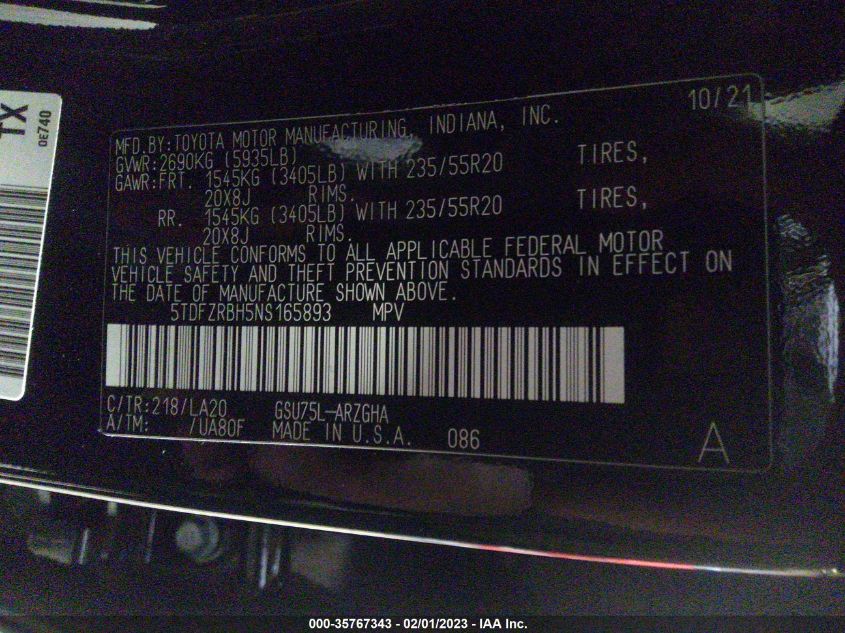 TX
0E740
10/21
MFD.BY:TOYOTA MOTOR MANUFACTURING, INDIANA, INC.
GVWR:2690KG (5935LB)
GAWR:FRT. 1545KG (3405LB) WITH 235/55R20 TIRES,
20X8J RIMS.
RR. 1545KG (3405LB) WITH 235/55R20 TIRES,
20X8J RIMS.
THIS VEHICLE CONFORMS TO ALL APPLICABLE FEDERAL MOTOR
VEHICLE SAFETY AND THEFT PREVENTION STANDARDS IN EFFECT ON
THE DATE OF MANUFACTURE SHOWN ABOVE.
5TDFZRBH5NS165893 MPV
C/TR:218/LA20 GSU75L-ARZGHA
A/TM: /UA80F MADE IN U.S.A. 086
A
000-35767343 - 02/01/2023 - IAA Inc.